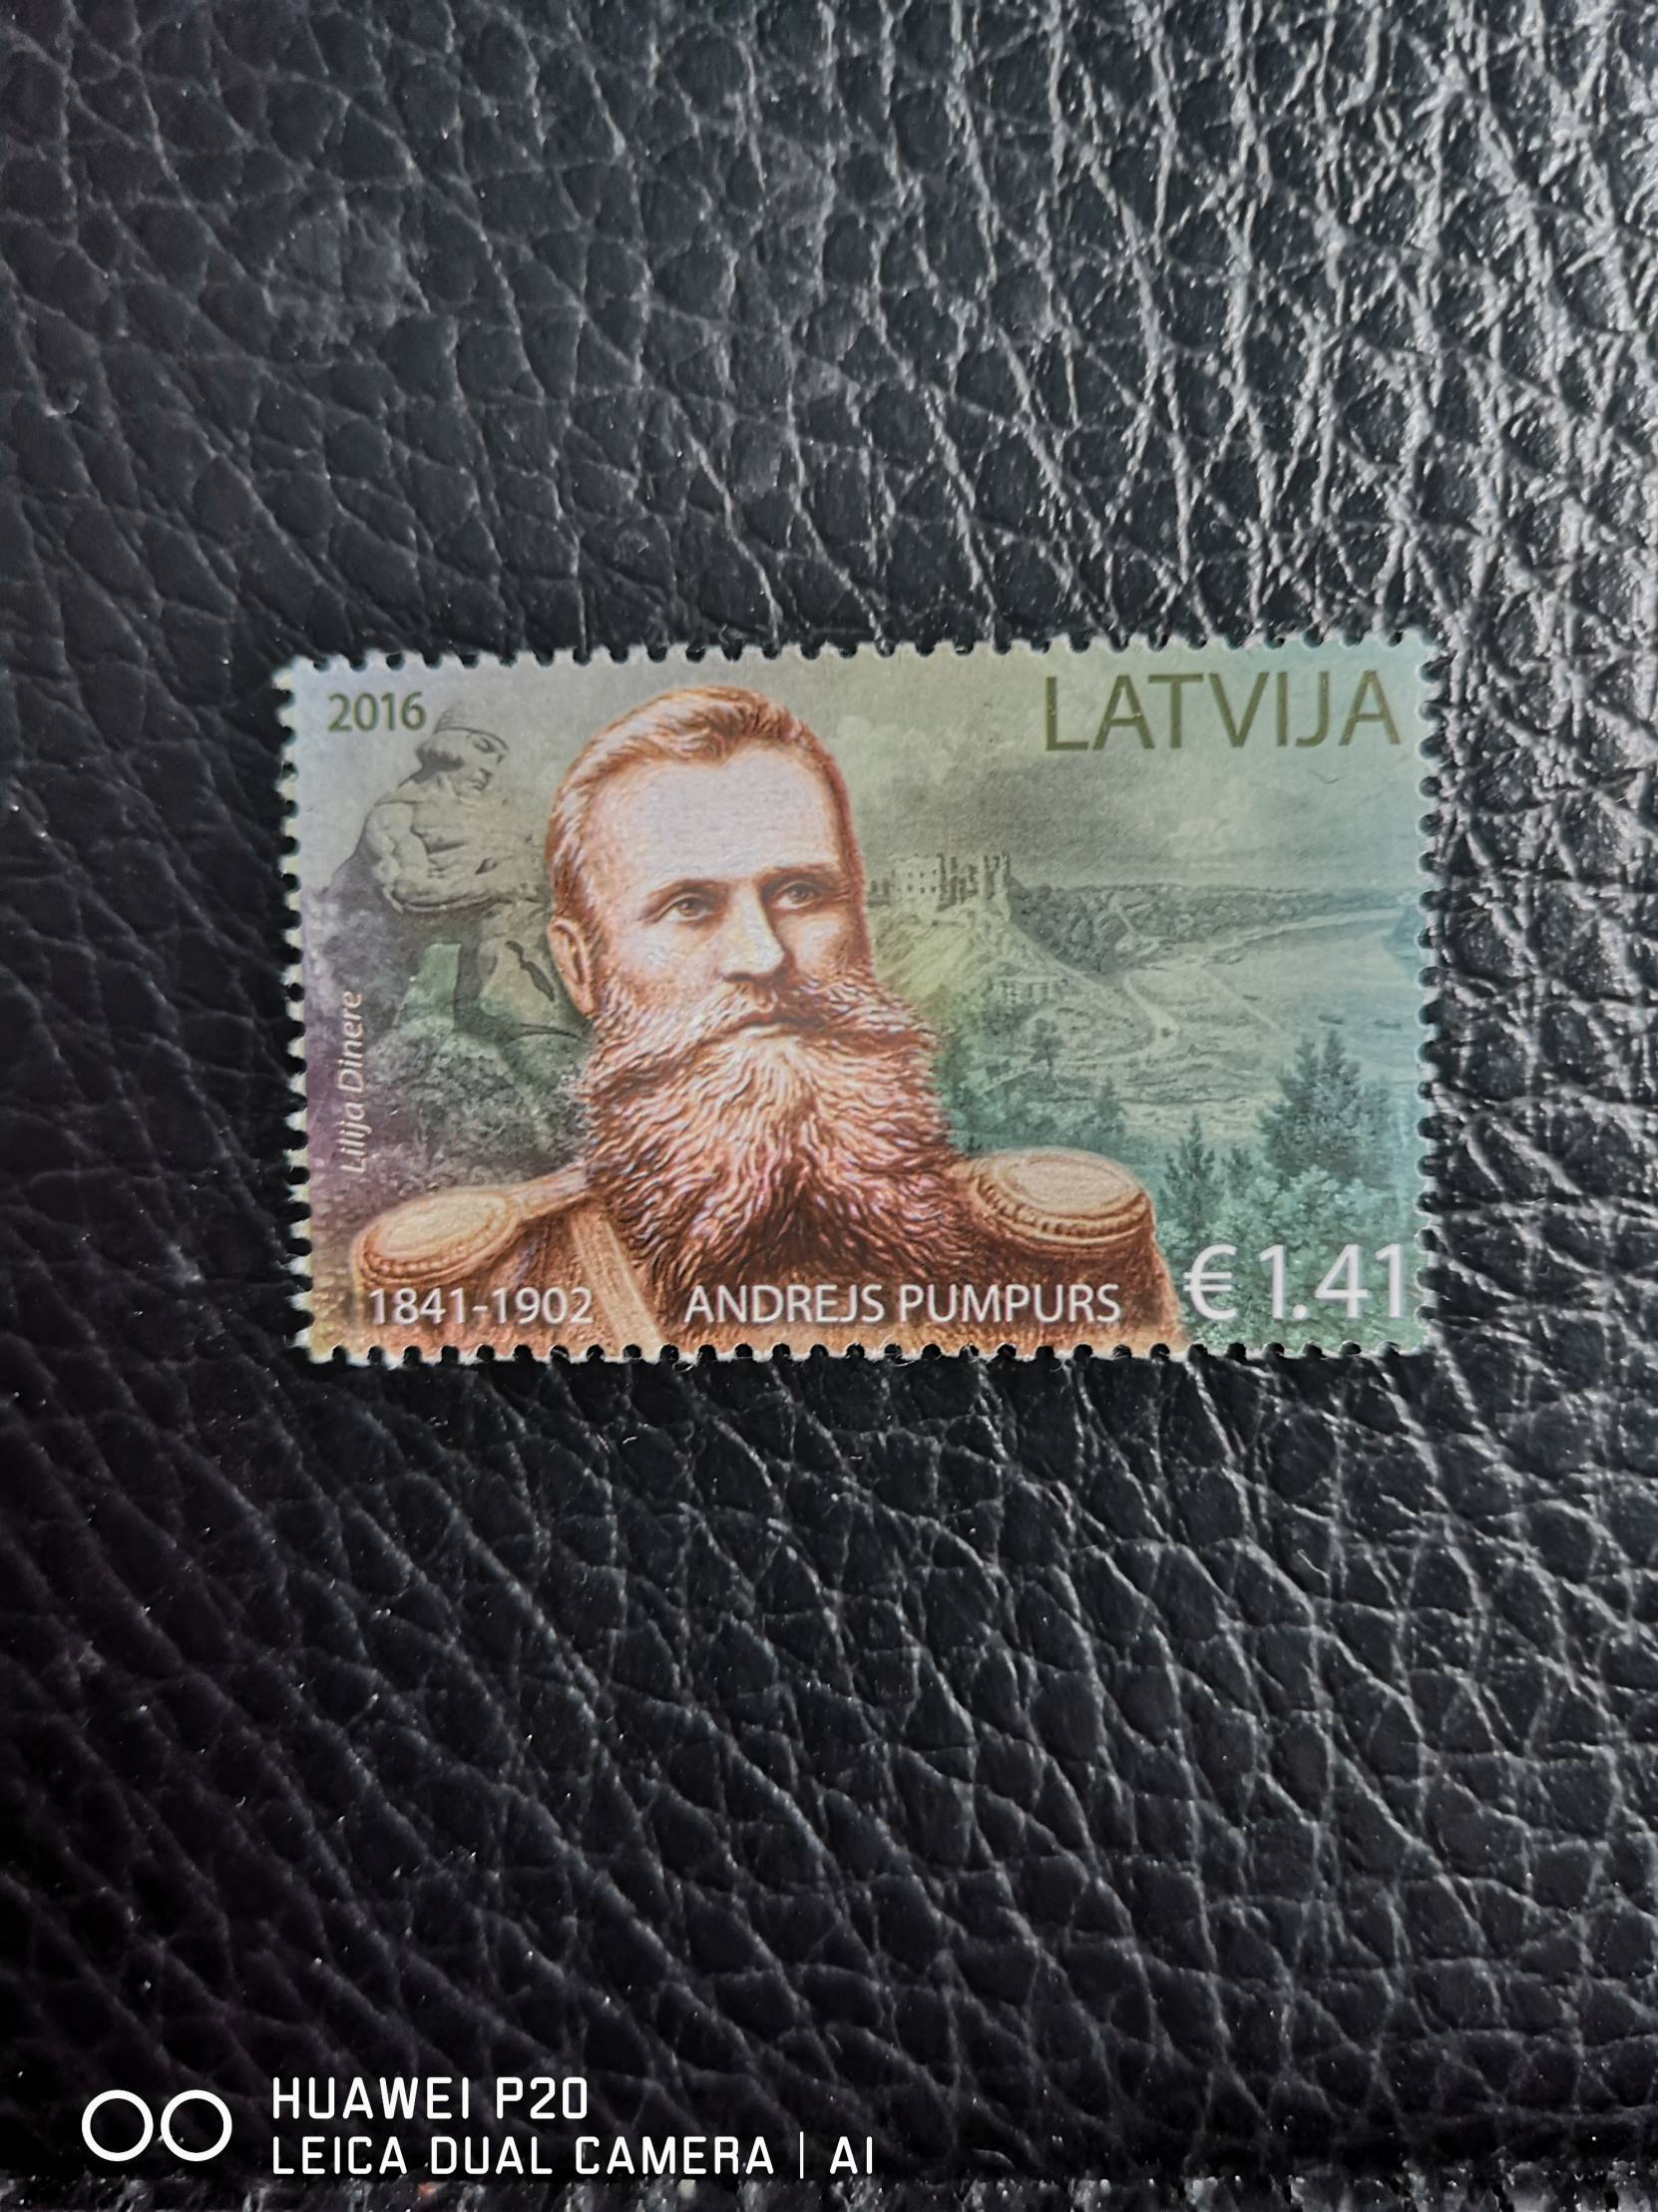 2016
LATVIJA
Lilija Dinere
1841-1902
ANDREJS PUMPURS
€ 1.41
HUAWEI P20
LEICA DUAL CAMERA | AI